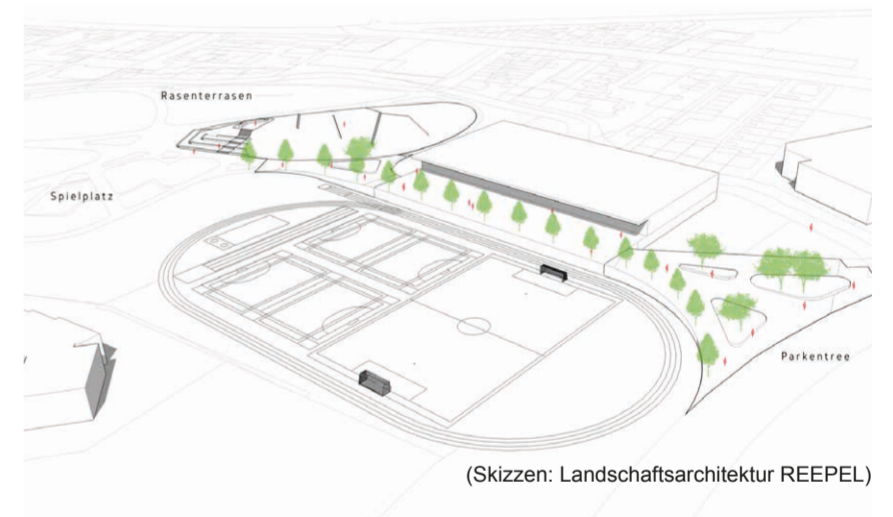 Rasenterrasen
Spielplatz
Parkentree
(Skizzen: Landschaftsarchitektur REEPEL)